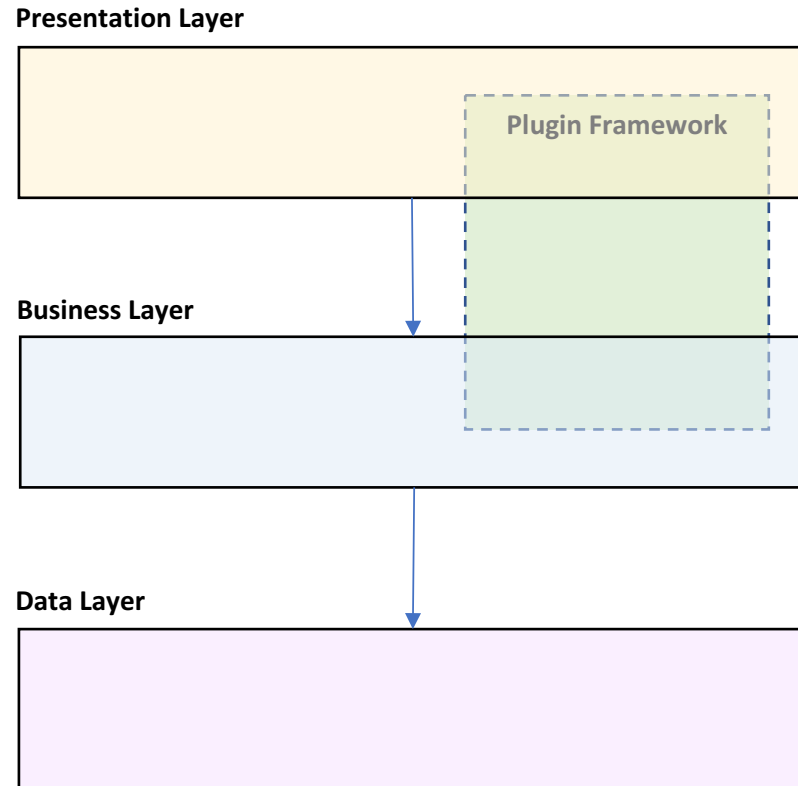 Presentation Layer
Plugin Framework
Business Layer
Data Layer